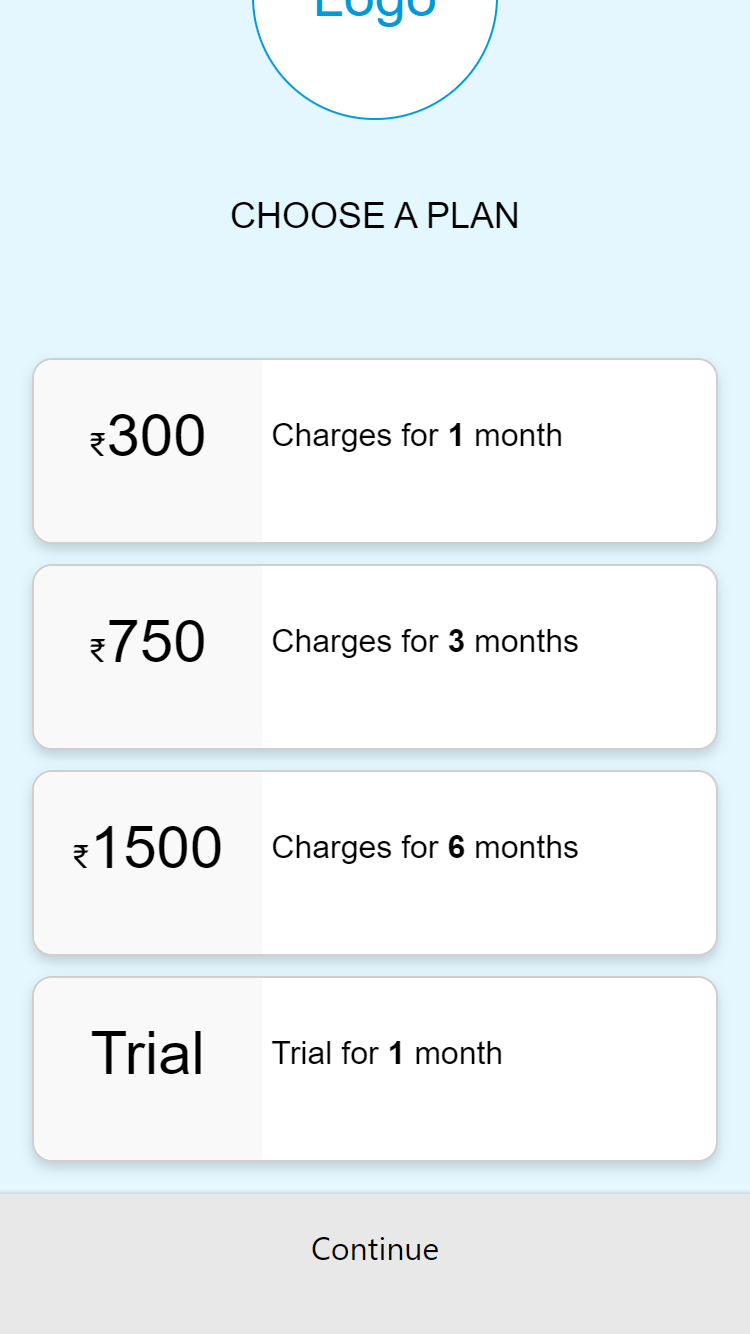 Logo
CHOOSE A PLAN
₹300
Charges for 1 month
₹750
Charges for 3 months
₹1500
Charges for 6 months
Trial
Trial for 1 month
Continue